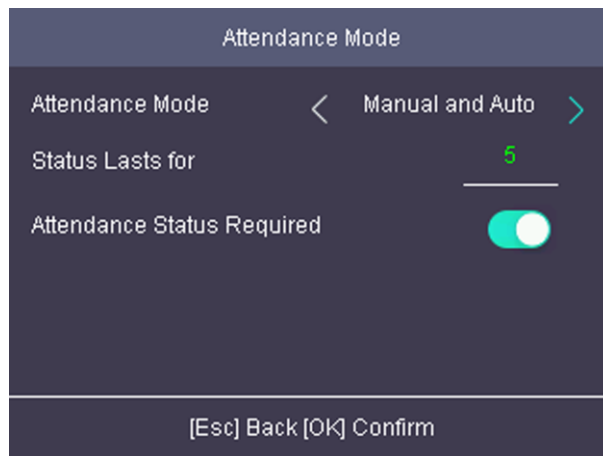 Attendance Mode
Attendance Mode < Manual and Auto >
Status Lasts for 5
Attendance Status Required
[Esc] Back [OK] Confirm